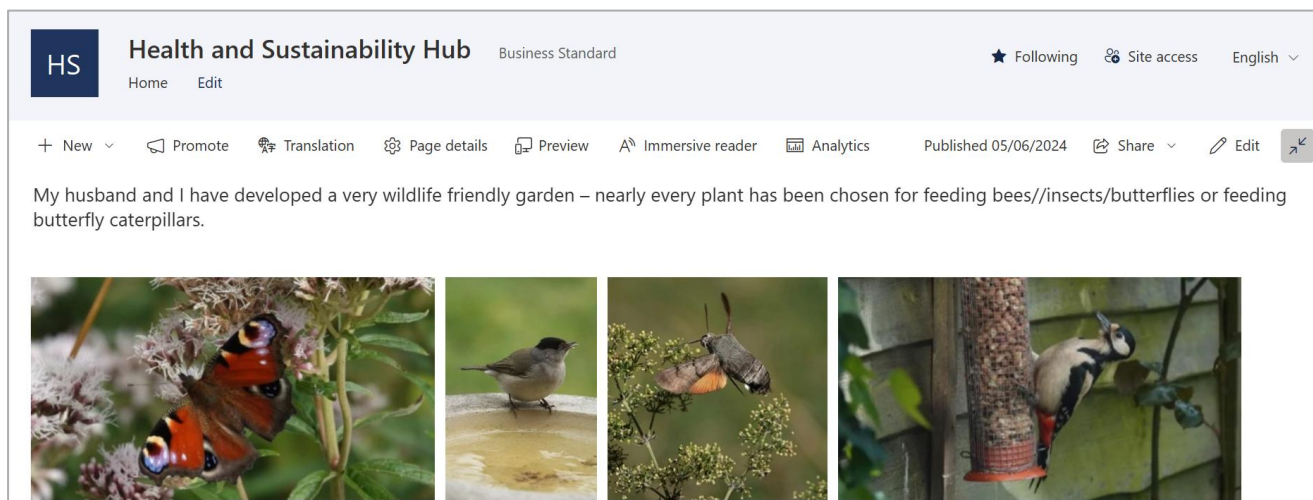 HS
Health and Sustainability Hub Business Standard
Home Edit
Following Site access English
New Promote Translation Page details Preview Immersive reader Analytics Published 05/06/2024 Share Edit
My husband and I have developed a very wildlife friendly garden – nearly every plant has been chosen for feeding bees//insects/butterflies or feeding
butterfly caterpillars.